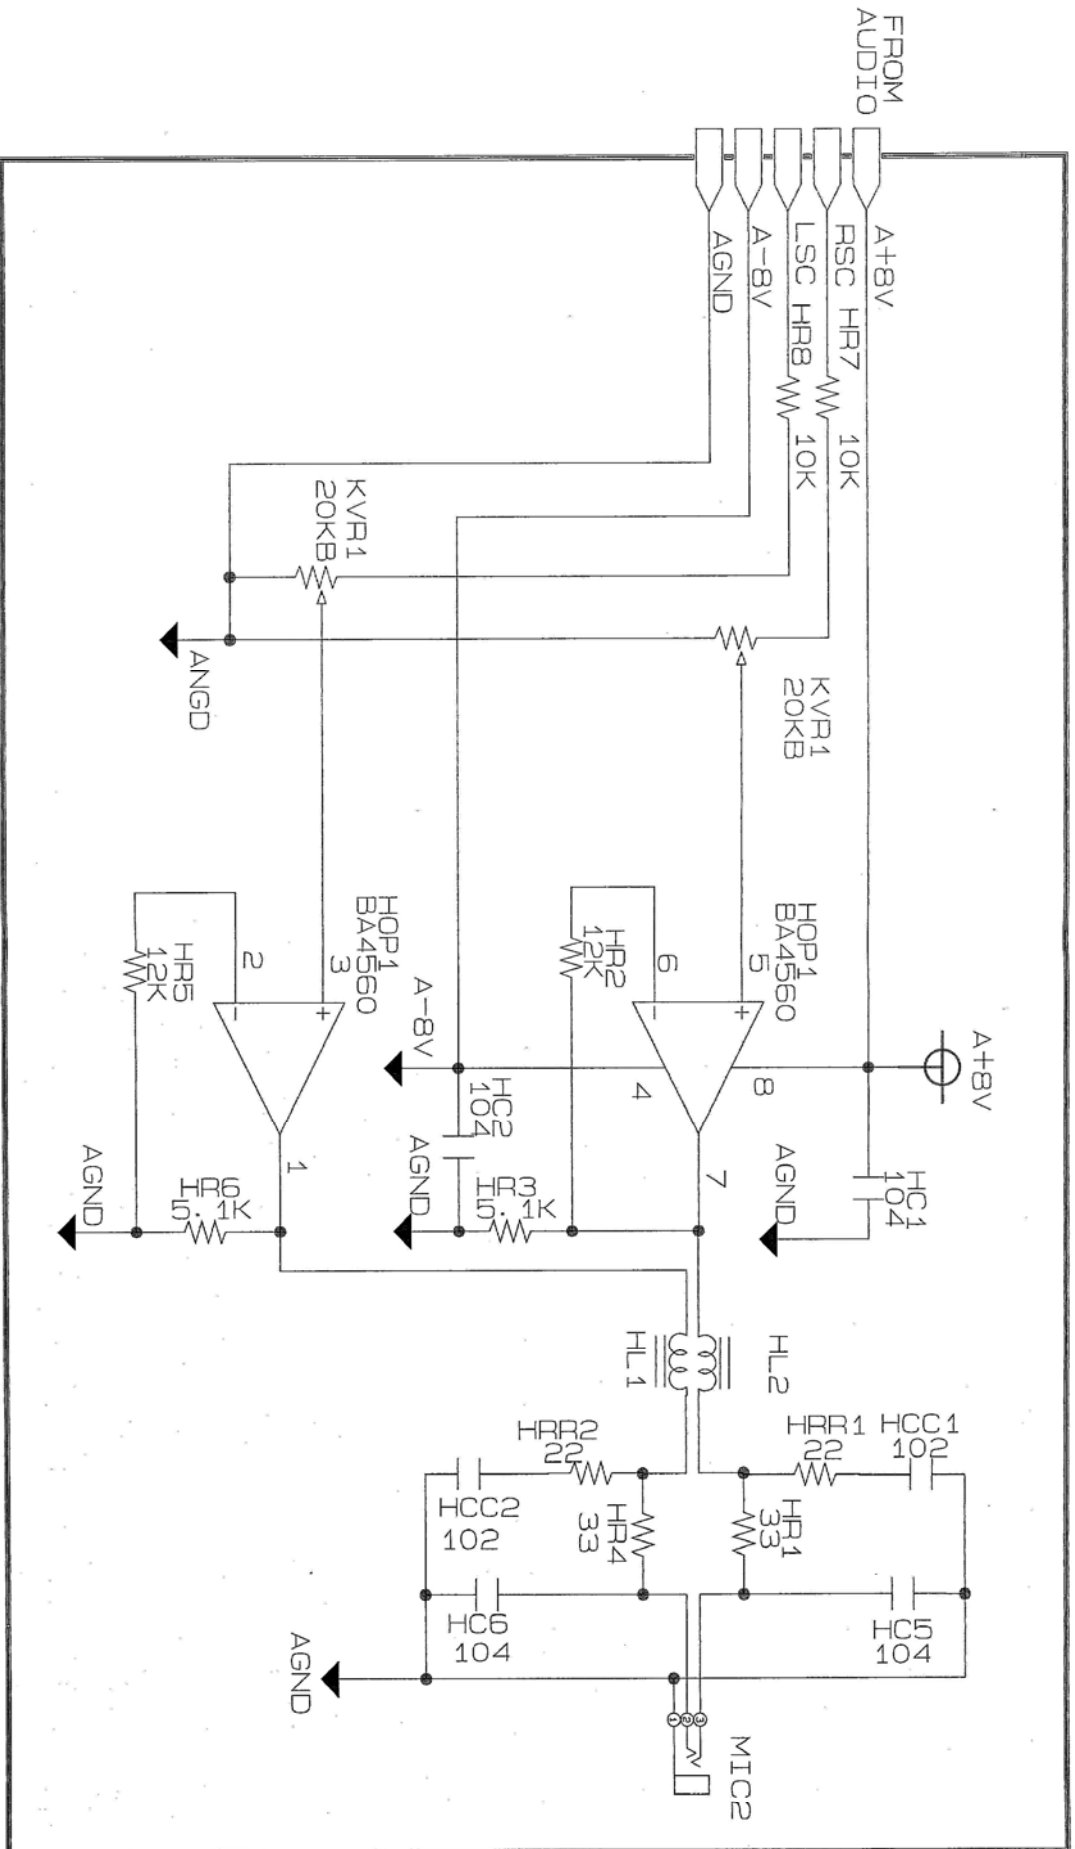 FROM
AUDIO
A+8V
RSC HR7 10K
LSC HR8 10K
A-8V
AGND
KVR1
20KB
KVR1
20KB
ANGD
HOP1
BA4560
5
6
8
4
7
HR2
12K
HOP1
BA4560
3
2
1
HR5
12K
A+8V
A-8V
HC1
104
AGND
HC2
104
AGND
HR3
5.1K
HR6
5.1K
AGND
HL2
HL1
HCC1
102
HRR1
22
HR1
33
HRR2
22
HR4
33
HCC2
102
HC5
104
HC6
104
AGND
1
2
3
MIC2